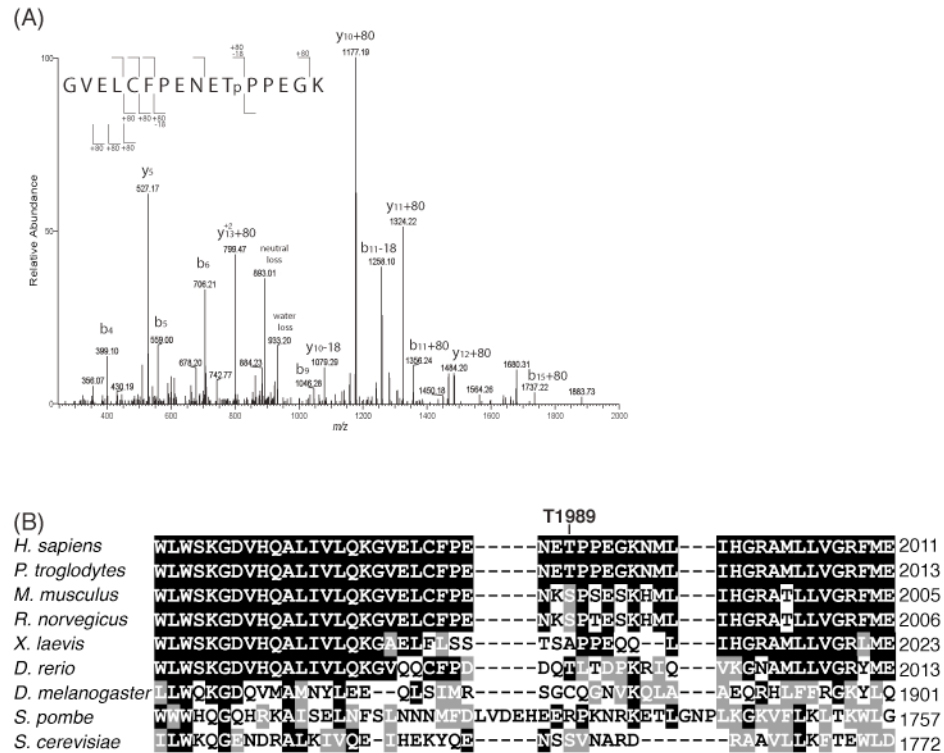 (A)
y10+80
1177.19
100
+80
-18
+80
GVELCFPENETpPPEGK
+80 +80 +80
-18
+80 +80 +80
y5
527.17
y11+80
1324.22
50
Relative Abundance
+2
y13+80
799.47
neutral
loss
893.01
b11-18
1258.10
b6
706.21
water
loss
933.20
b4
399.10
b5
559.00
y10-18
1079.29
b11+80
1356.24
y12+80
1484.20
678.20
884.23
b9
1046.28
1680.31
b15+80
1737.22
356.07
430.19
742.77
1450.18
1564.26
1883.73
0
400 600 800 1000 1200 1400 1600 1800 2000
m/z
(B)
T1989
H. sapiens WLWSKGDVHQALIVLQKGVELCFPE-----NETPPEGKNML---IHGRAMLLVGRFME 2011
P. troglodytes WLWSKGDVHQALIVLQKGVELCFPE-----NETPPEGKNML---IHGRAMLLVGRFME 2013
M. musculus WLWSKGDVHQALIVLQKGVELCFPE-----NKSPSESKHML---IHGRATLLVGRFME 2005
R. norvegicus WLWSKGDVHQALIVLQKGVELCFPE-----NKSPTESKHML---IHGRATLLVGRFME 2006
X. laevis WLWSKGDVHQALIVLQKGAELFLSS-----TSAPPEQQ-L----IHGRAMLLVGRLME 2023
D. rerio WLWSKGDVHQALIVLQKGVQQCFPD-----DQTLTDPKRIQ---VKGNAMLLVGRYME 2013
D. melanogaster LLWQKGDQVMAMNYLEE--QLSIMR-----SGCQGNVKQLA---AEQRHLFFRGKYLQ 1901
S. pombe WWWHQGQHRKAISELNFSLNNNMFDLVDEHEERPKNRKETLGNPLKGKVFLKLTKWLG 1757
S. cerevisiae ILWKQGENDRALKIVQE-IHEKYQE-----NSSVNARD------RAAVLLKFTEWLD 1772